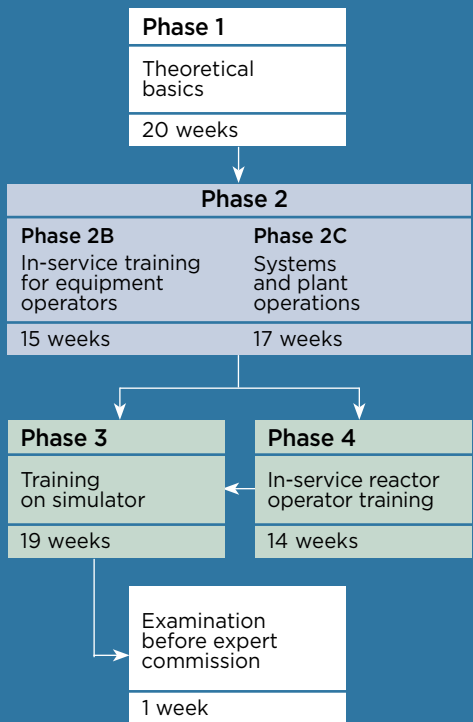 Phase 1
Theoretical
basics
20 weeks
Phase 2
Phase 2B
In-service training
for equipment
operators
15 weeks
Phase 2C
Systems
and plant
operations
17 weeks
Phase 3
Training
on simulator
19 weeks
Phase 4
In-service reactor
operator training
14 weeks
Examination
before expert
commission
1 week